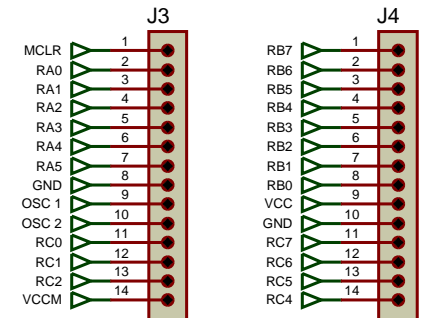 J3
MCLR 1
RA0 2
RA1 3
RA2 4
RA3 5
RA4 6
RA5 7
GND 8
OSC 1 9
OSC 2 10
RC0 11
RC1 12
RC2 13
VCCM 14
J4
RB7 1
RB6 2
RB5 3
RB4 4
RB3 5
RB2 6
RB1 7
RB0 8
VCC 9
GND 10
RC7 11
RC6 12
RC5 13
RC4 14